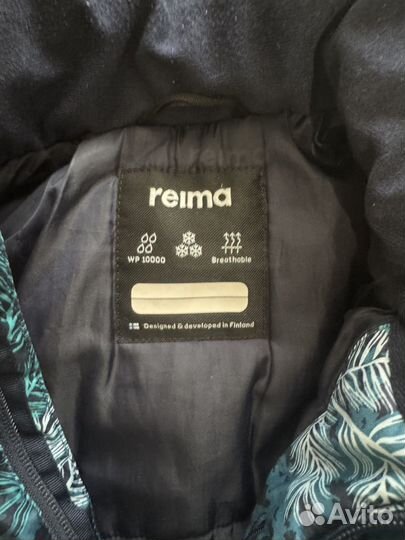 reima
WP 10000 Breathable
Designed & developed in Finland
Avito